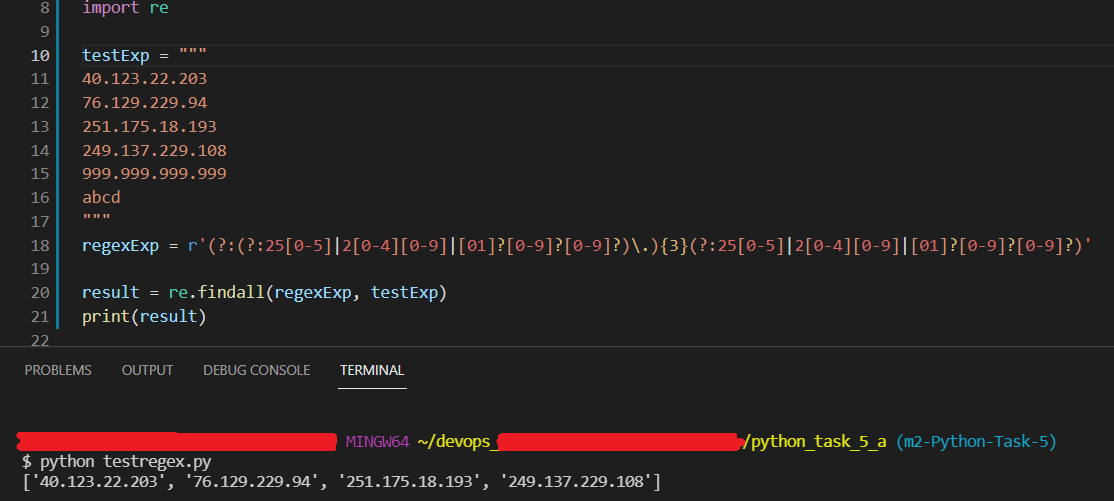 8 import re
9
10 testExp = """
11 40.123.22.203
12 76.129.229.94
13 251.175.18.193
14 249.137.229.108
15 999.999.999.999
16 abcd
17 """
18 regexExp = r'(?:(?:25[0-5]|2[0-4][0-9]|[01]?[0-9]?[0-9]?)\.){3}(?:25[0-5]|2[0-4][0-9]|[01]?[0-9]?[0-9]?)'
19
20 result = re.findall(regexExp, testExp)
21 print(result)
22
PROBLEMS OUTPUT DEBUG CONSOLE TERMINAL
MINGW64 ~/devops_ /python_task_5_a (m2-Python-Task-5)
$ python testregex.py
['40.123.22.203', '76.129.229.94', '251.175.18.193', '249.137.229.108']